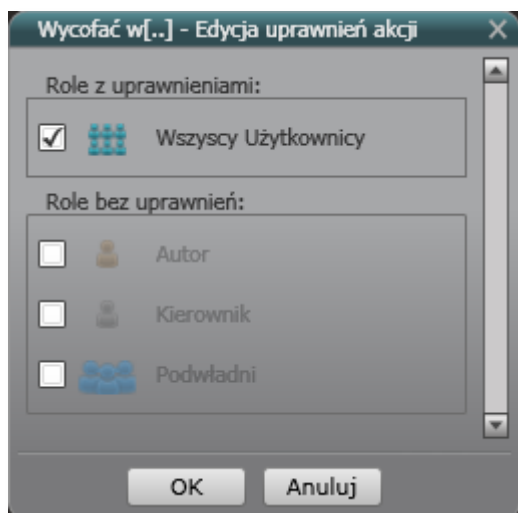 Wycofać w[..] - Edycja uprawnień akcji
Role z uprawnieniami:
Wszyscy Użytkownicy
Role bez uprawnień:
Autor
Kierownik
Podwładni
OK
Anuluj